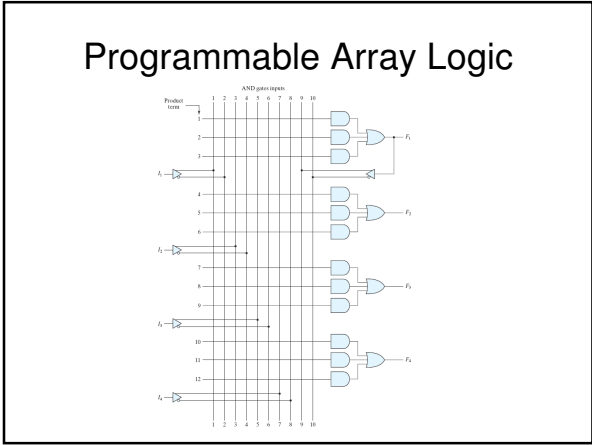 Programmable Array Logic
AND gates inputs
Product
term
1 2 3 4 5 6 7 8 9 10
1
2
F1
3
I1
4
5
F2
6
I2
7
8
F3
9
I3
10
11
F4
12
I4
1 2 3 4 5 6 7 8 9 10